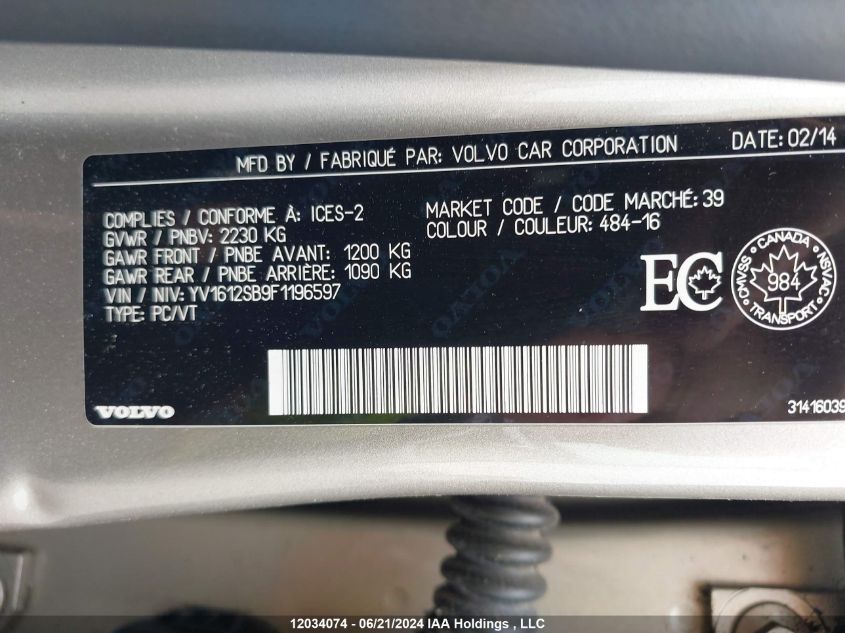 MFD BY / FABRIQUÉ PAR: VOLVO CAR CORPORATION DATE: 02/14
COMPLIES / CONFORME À: ICES-2
GVWR / PNBV: 2230 KG
GAWR FRONT / PNBE AVANT: 1200 KG
GAWR REAR / PNBE ARRIÈRE: 1090 KG
VIN / NIV: YV1612SB9F1196597
TYPE: PC/VT
MARKET CODE / CODE MARCHÉ: 39
COLOUR / COULEUR: 484-16
EC
CANADA
CMVSS 984 NSVAC
TRANSPORT
VOLVO
31416039
12034074 - 06/21/2024 IAA Holdings , LLC